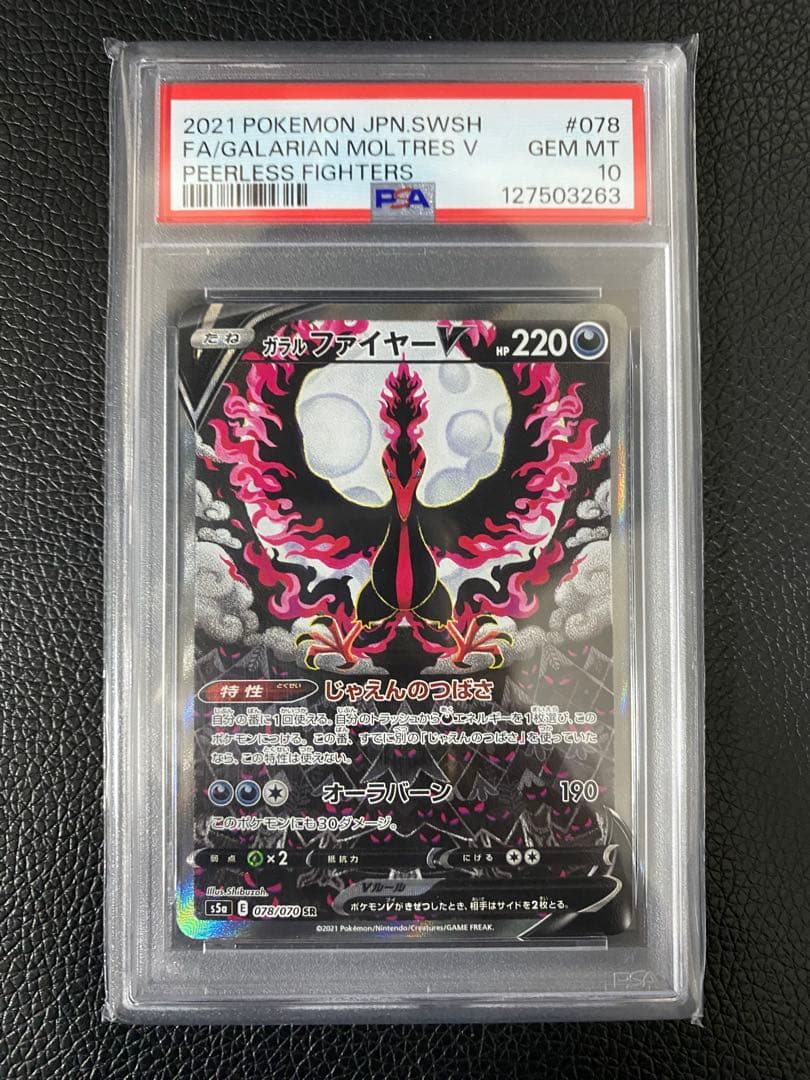 2021 POKEMON JPN.SWSH #078
FA/GALARIAN MOLTRES V GEM MT
PEERLESS FIGHTERS 10
PSA 127503263
たね ガラル ファイヤーV HP 220
特性 とくせい じゃえんのつばさ
自分の番に1回使える。自分のトラッシュからエネルギーを1枚選び、この
ポケモンにつける。この番、すでに別の「じゃえんのつばさ」を使っていた
なら、この特性は使えない。
オーラバーン 190
このポケモンにも30ダメージ。
弱点 ×2 抵抗力 にげる
Illus. Shibuzoh.
Vルール
s5a E 078/070 SR ポケモンVがきぜつしたとき、相手はサイドを2枚とる。
©2021 Pokémon/Nintendo/Creatures/GAME FREAK.
PSA